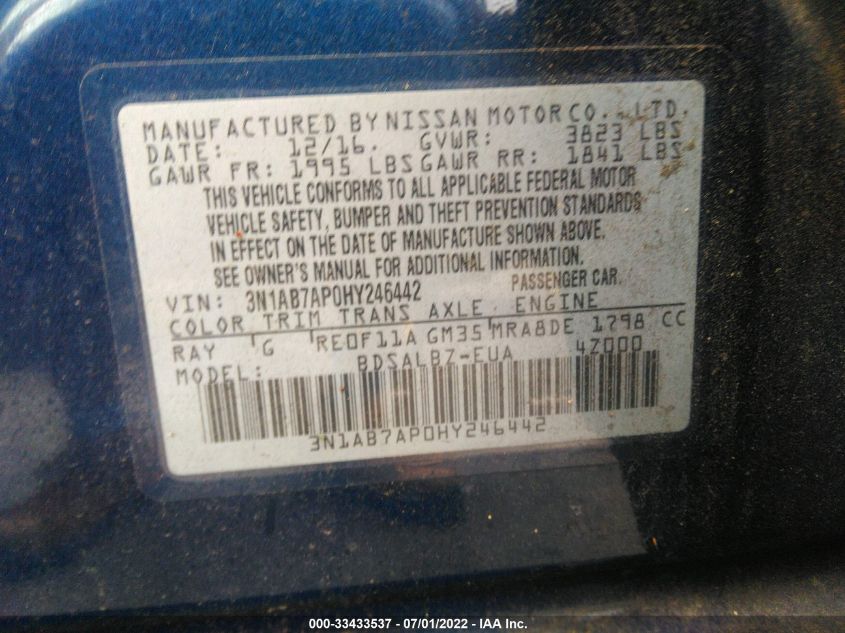 MANUFACTURED BY NISSAN MOTOR CO., LTD.
DATE: 12/16. GVWR: 3823 LBS
GAWR FR: 1995 LBS GAWR RR: 1841 LBS
THIS VEHICLE CONFORMS TO ALL APPLICABLE FEDERAL MOTOR
VEHICLE SAFETY, BUMPER AND THEFT PREVENTION STANDARDS
IN EFFECT ON THE DATE OF MANUFACTURE SHOWN ABOVE.
SEE OWNER'S MANUAL FOR ADDITIONAL INFORMATION.
VIN: 3N1AB7AP0HY246442 PASSENGER CAR.
COLOR TRIM TRANS AXLE ENGINE
RAY G RE0F11A GM35 MRA8DE 1798 CC
MODEL: BDSALBZ-EUA 4Z000
3N1AB7AP0HY246442
000-33433537 - 07/01/2022 - IAA Inc.